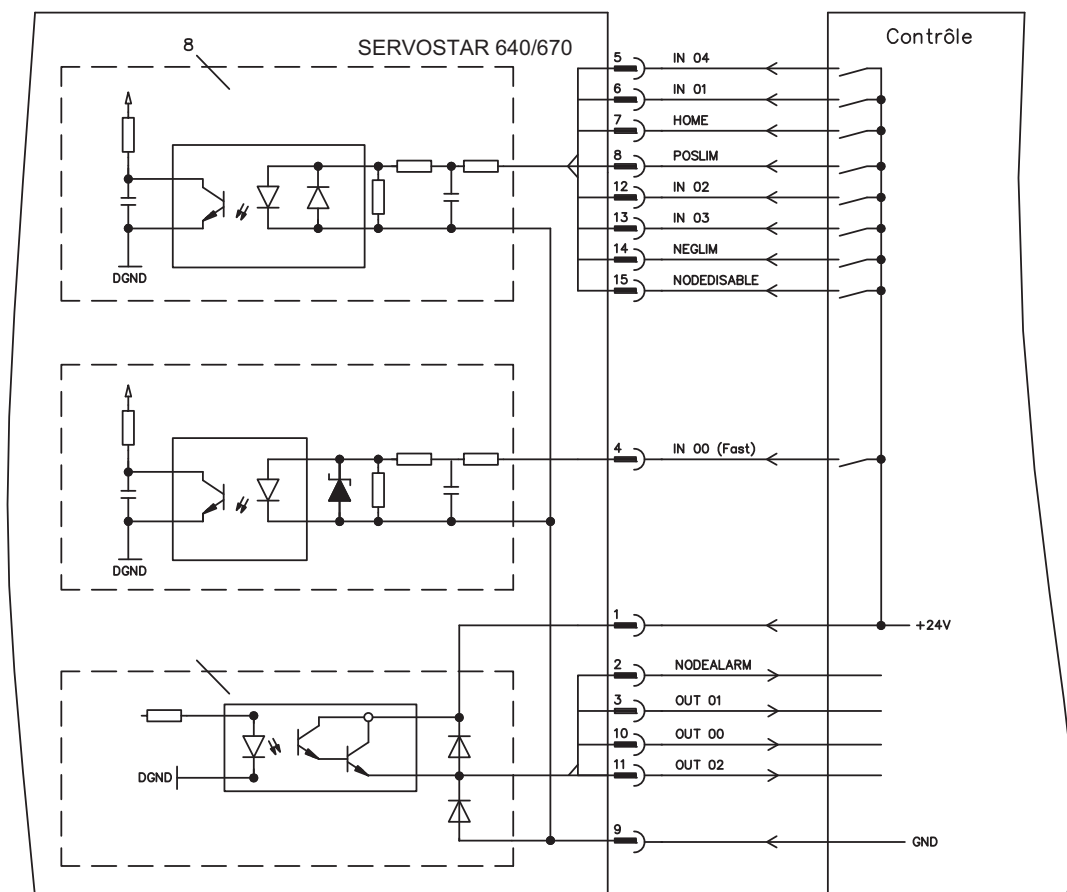 SERVOSTAR 640/670
Contrôle
8
5 IN 04
6 IN 01
7 HOME
8 POSLIM
12 IN 02
13 IN 03
14 NEGLIM
15 NODEDISABLE
DGND
4 IN 00 (Fast)
DGND
1 +24V
2 NODEALARM
3 OUT 01
10 OUT 00
11 OUT 02
DGND
9 GND